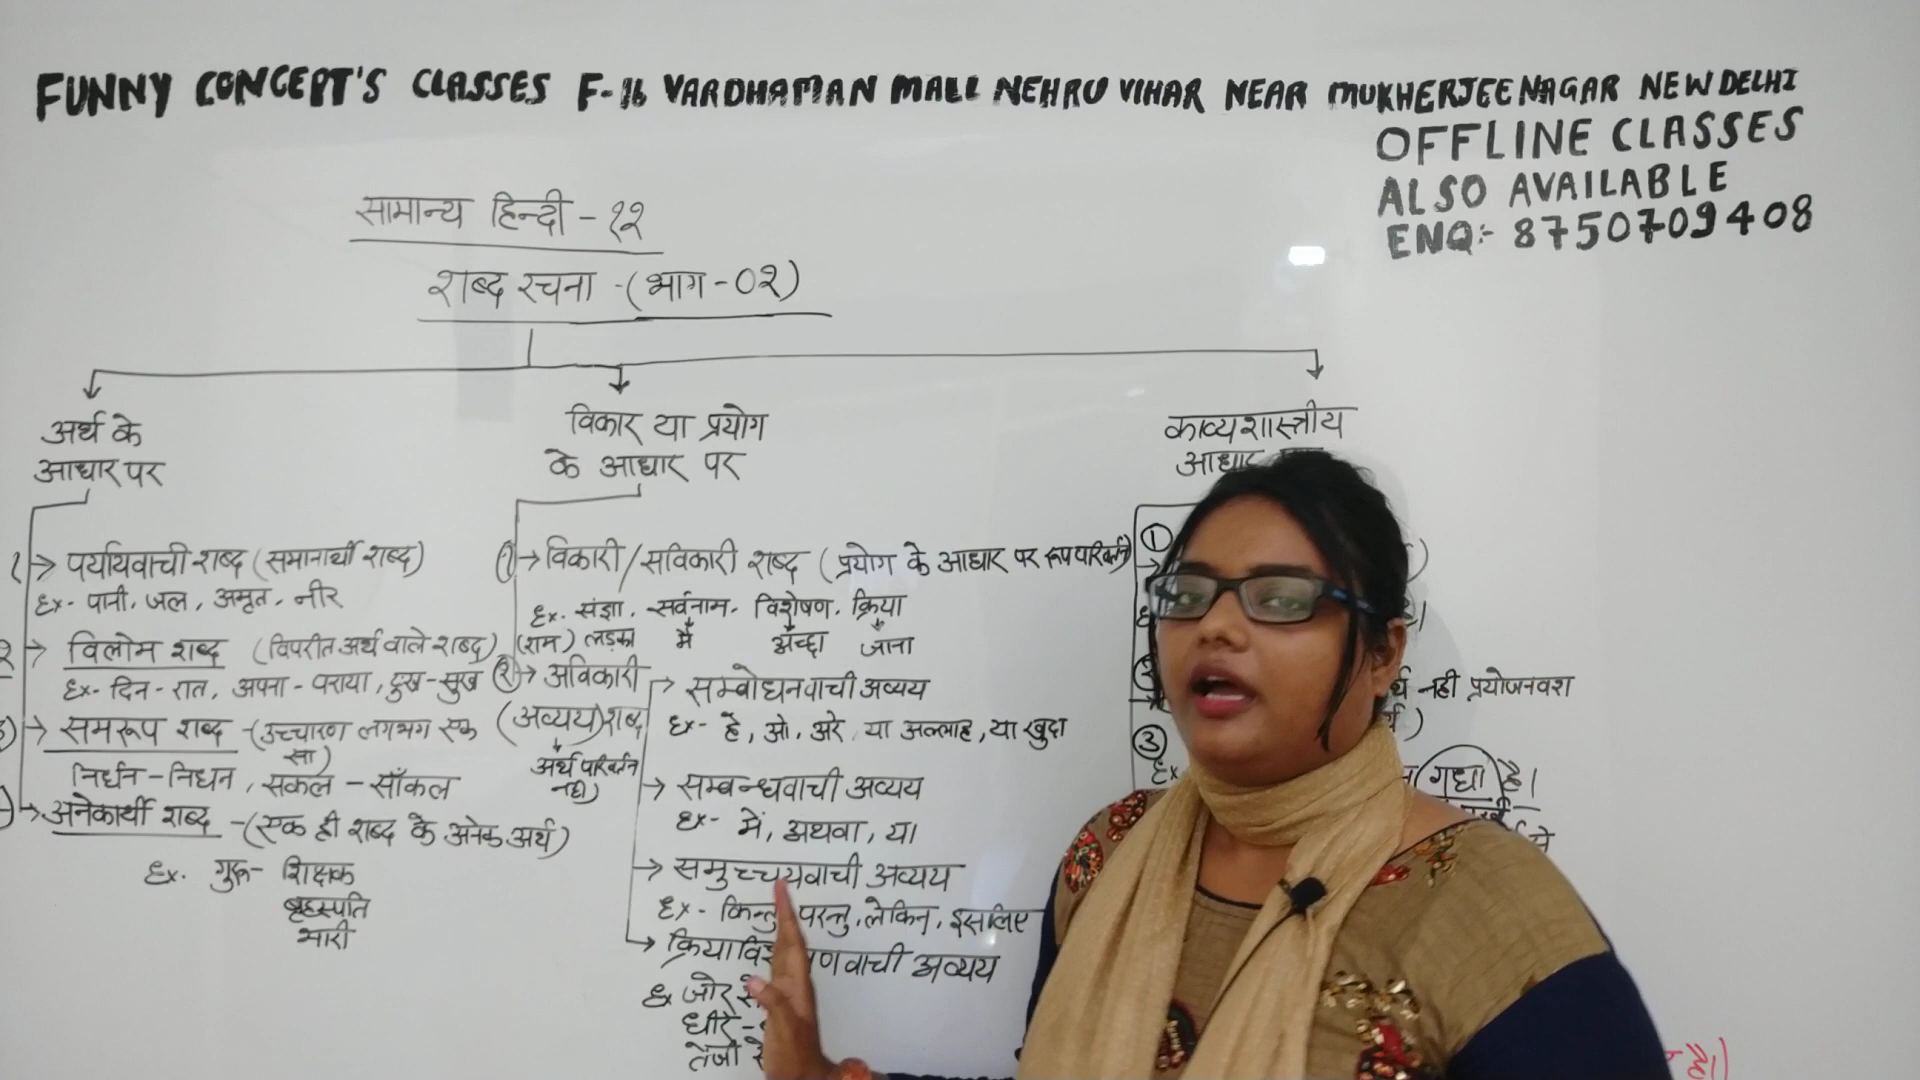 FUNNY CONCEPT'S CLASSES F-16 VARDHAMAN MALL NEHRU VIHAR NEAR MUKHERJEE NAGAR NEW DELHI
OFFLINE CLASSES
ALSO AVAILABLE
ENQ:- 8750709408
सामान्य हिन्दी - १२
शब्द रचना - (भाग - ०२)
अर्थ के
आधार पर
१ → पर्यायवाची शब्द (समानार्थी शब्द)
Ex - पानी, जल, अमृत, नीर
२ → विलोम शब्द (विपरीत अर्थ वाले शब्द)
Ex- दिन - रात, अपना - पराया, दुख - सुख
→ समरूप शब्द - (उच्चारण लगभग एक
सा)
निर्धन - निधन, सकल - साँकल
→ अनेकार्थी शब्द - (एक ही शब्द के अनेक अर्थ)
Ex. गुरू - शिक्षक
बृहस्पति
भारी
विकार या प्रयोग
के आधार पर
① → विकारी / सविकारी शब्द (प्रयोग के आधार पर रूप परिवर्तन)
Ex. संज्ञा, सर्वनाम, विशेषण, क्रिया
(राम) लड़का मैं अच्छा जाना
② → अविकारी
(अव्यय) शब्द
अर्थ परिवर्तन
नही)
→ सम्बोधनवाची अव्यय
Ex - हे, ओ, अरे, या अल्लाह, या खुदा
→ सम्बन्धवाची अव्यय
Ex - में, अथवा, या
→ समुच्चयवाची अव्यय
Ex - किन्तु परन्तु, लेकिन, इसलिए
→ क्रियावि णवाची अव्यय
Ex जोर से
धीरे -
तेजी से
काव्यशास्त्रीय
आधार
①
②
नही प्रयोजनवश
③
Ex
गधा है।
है।